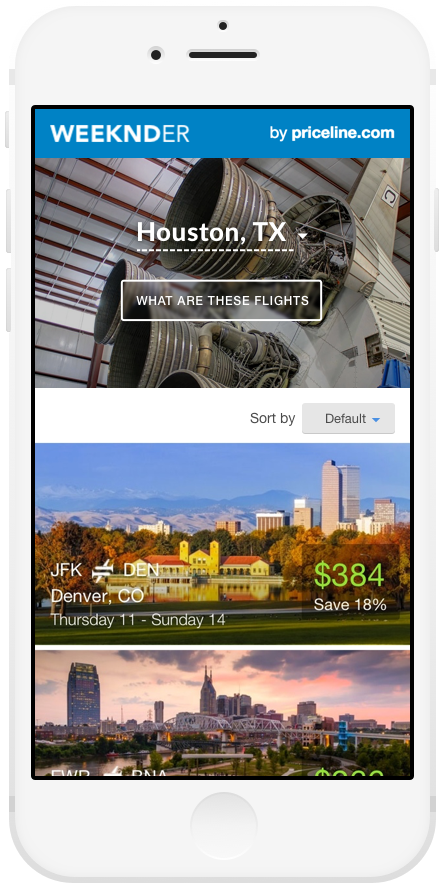 WEEKNDER by priceline.com
Houston, TX
WHAT ARE THESE FLIGHTS
Sort by Default
JFK DEN
Denver, CO
Thursday 11 - Sunday 14
$384
Save 18%
EWR BNA